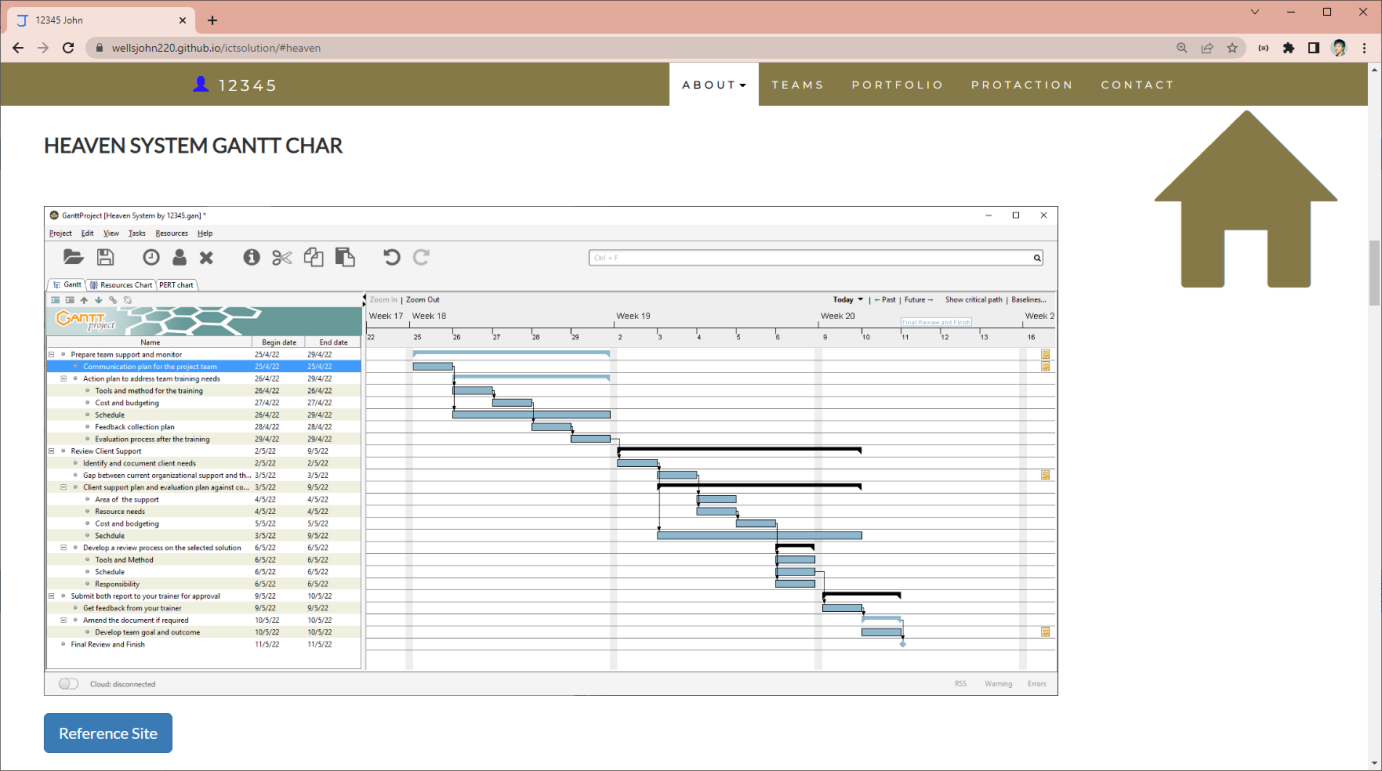 12345 John
wellsjohn220.github.io/ictsolution/#heaven
12345 ABOUT TEAMS PORTFOLIO PROTACTION CONTACT
HEAVEN SYSTEM GANTT CHAR
GanttProject [Heaven System by 12345.gan] *
Project Edit View Tasks Resources Help
Ctrl + F
Gantt Resources Chart PERT chart
Zoom In | Zoom Out Today | ← Past | Future → Show critical path | Baselines...
GANTT project
Week 17 Week 18 Week 19 Week 20 Week 2
Final Review and Finish
22 25 26 26 28 29 2 3 4 5 6 9 10 11 12 13 16
Name Begin date End date
Prepare team support and monitor 25/4/22 29/4/22
Communication plan for the project team 25/4/22 25/4/22
Action plan to address team training needs 26/4/22 29/4/22
Tools and method for the training 26/4/22 26/4/22
Cost and budgeting 27/4/22 27/4/22
Schedule 26/4/22 29/4/22
Feedback collection plan 28/4/22 28/4/22
Evaluation process after the training 29/4/22 29/4/22
Review Client Support 2/5/22 9/5/22
Identify and cocument client needs 2/5/22 2/5/22
Gap between current organizational support and th... 3/5/22 3/5/22
Client support plan and evaluation plan against co... 3/5/22 9/5/22
Area of the support 4/5/22 4/5/22
Resource needs 4/5/22 4/5/22
Cost and bodgeting 5/5/22 5/5/22
Sechdule 3/5/22 9/5/22
Develop a review process on the selected solution 6/5/22 6/5/22
Tools and Method 6/5/22 6/5/22
Schedule 6/5/22 6/5/22
Responsibility 6/5/22 6/5/22
Submit both report to your trainer for approval 9/5/22 10/5/22
Get feedback from your trainer 9/5/22 9/5/22
Amend the document if required 10/5/22 10/5/22
Develop team goal and outcome 10/5/22 10/5/22
Final Review and Finish 11/5/22 11/5/22
Cloud: disconnected RSS Warning Errors
Reference Site